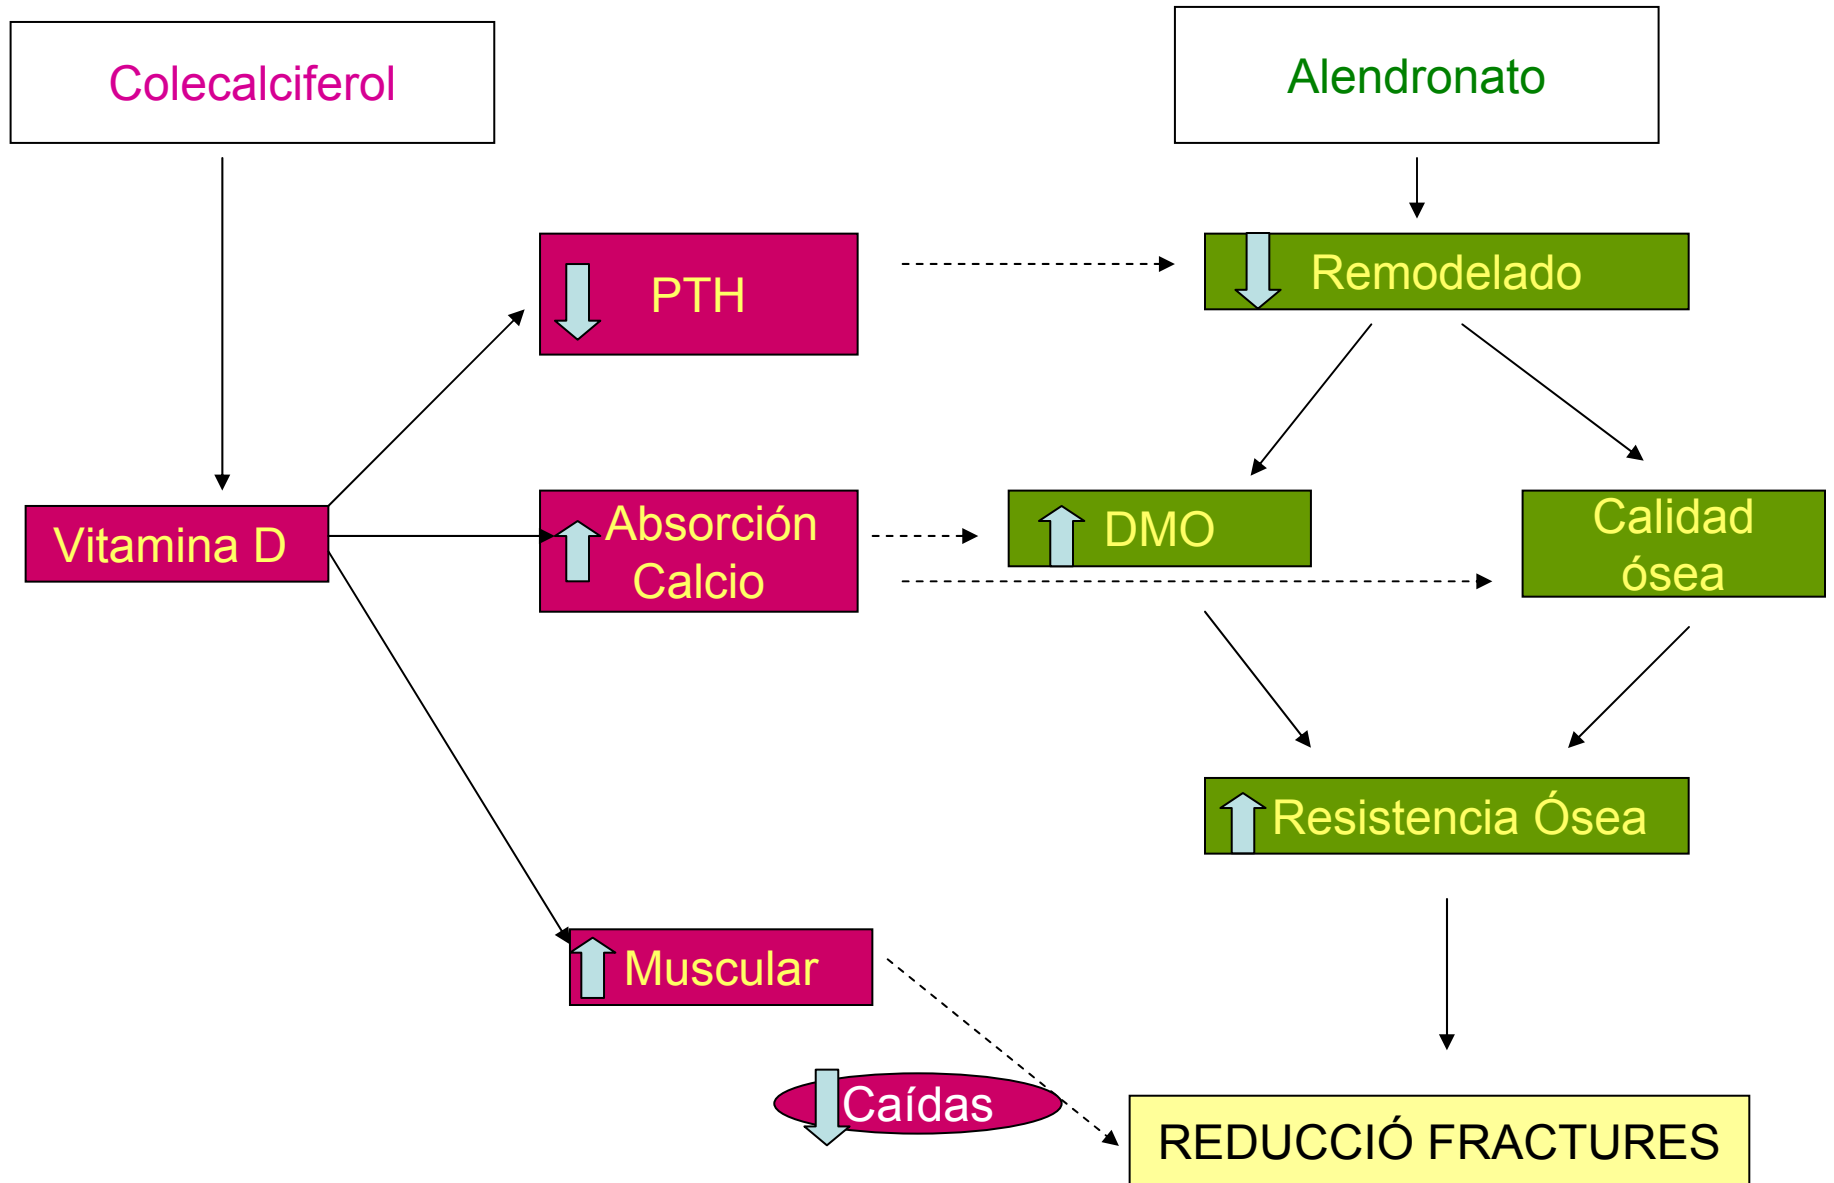 Colecalciferol
Alendronato
PTH
Remodelado
Vitamina D
Absorción
Calcio
DMO
Calidad
ósea
Resistencia Ósea
Muscular
Caídas
REDUCCIÓ FRACTURES